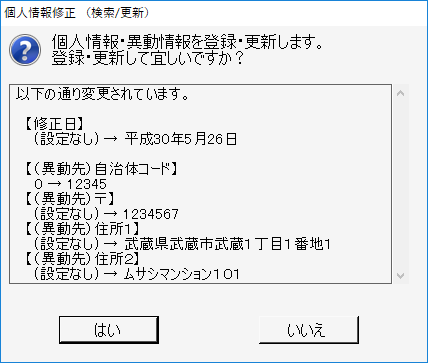 個人情報修正 （検索/更新）
個人情報・異動情報を登録・更新します。
登録・更新して宜しいですか？
以下の通り変更されています。
【修正日】
（設定なし）→ 平成30年5月26日
【（異動先）自治体コード】
0 → 12345
【（異動先）〒】
（設定なし）→ 1234567
【（異動先）住所1】
（設定なし）→ 武蔵県武蔵市武蔵１丁目１番地1
【（異動先）住所2】
（設定なし）→ ムサシマンション１０１
はい
いいえ